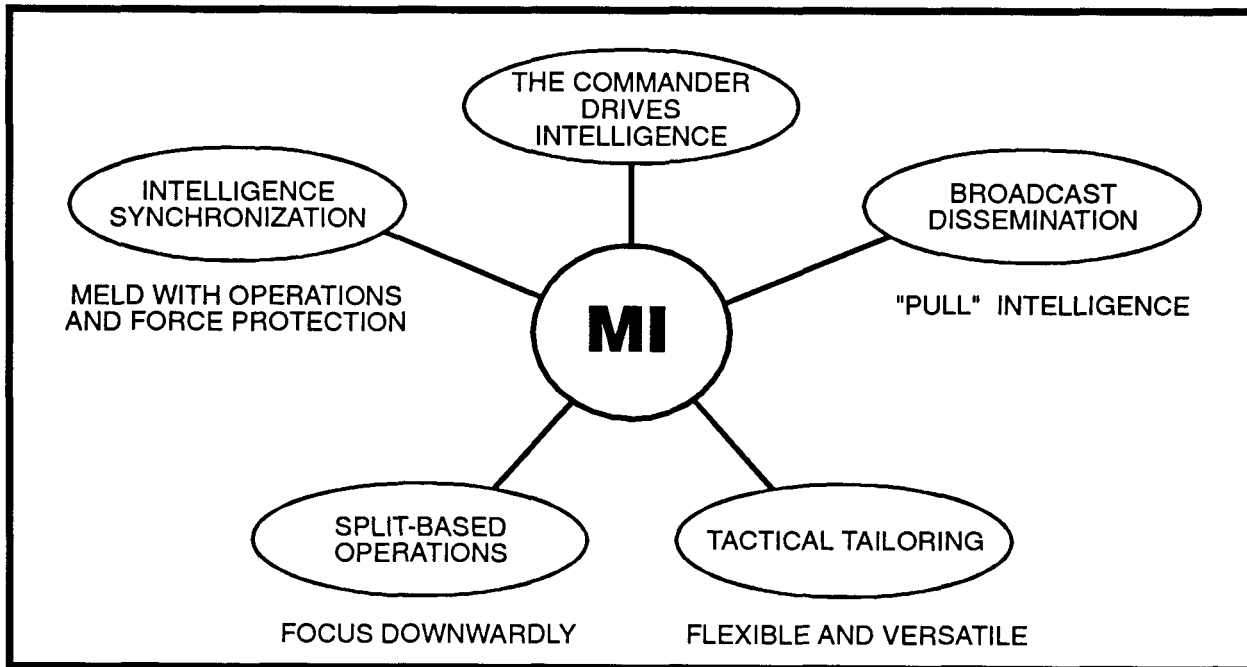 THE COMMANDER
DRIVES
INTELLIGENCE
INTELLIGENCE
SYNCHRONIZATION
MELD WITH OPERATIONS
AND FORCE PROTECTION
BROADCAST
DISSEMINATION
"PULL" INTELLIGENCE
MI
SPLIT-BASED
OPERATIONS
FOCUS DOWNWARDLY
TACTICAL TAILORING
FLEXIBLE AND VERSATILE